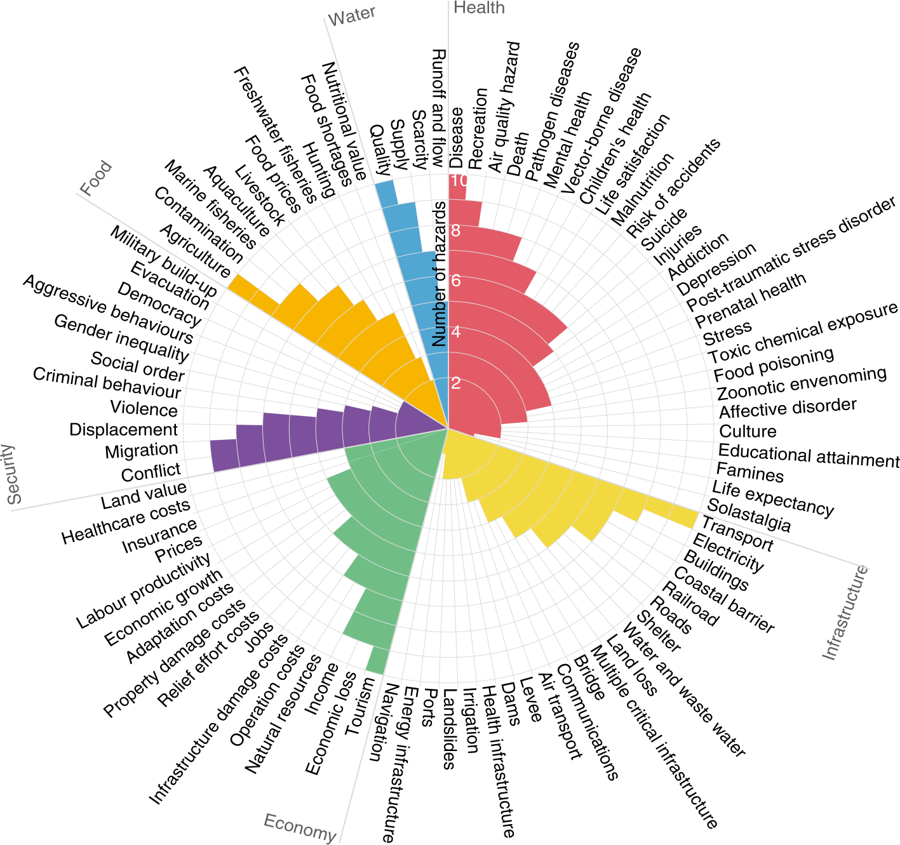 Health
Disease
Recreation
Air quality hazard
Death
Pathogen diseases
Mental health
Vector-borne disease
Children's health
Life satisfaction
Malnutrition
Risk of accidents
Suicide
Injuries
Addiction
Depression
Post-traumatic stress disorder
Prenatal health
Stress
Toxic chemical exposure
Food poisoning
Zoonotic envenoming
Affective disorder
Culture
Educational attainment
Famines
Life expectancy
Solastalgia
Infrastructure
Transport
Electricity
Buildings
Coastal barrier
Railroad
Roads
Shelter
Water and waste water
Land loss
Multiple critical infrastructure
Bridge
Communications
Air transport
Levee
Dams
Health infrastructure
Irrigation
Landslides
Ports
Energy infrastructure
Navigation
Economy
Tourism
Economic loss
Income
Natural resources
Operation costs
Infrastructure damage costs
Jobs
Relief effort costs
Property damage costs
Adaptation costs
Economic growth
Labour productivity
Prices
Insurance
Healthcare costs
Land value
Security
Conflict
Migration
Displacement
Violence
Criminal behaviour
Social order
Gender inequality
Aggressive behaviours
Democracy
Evacuation
Military build-up
Food
Agriculture
Contamination
Marine fisheries
Aquaculture
Livestock
Food prices
Freshwater fisheries
Hunting
Food shortages
Nutritional value
Water
Quality
Supply
Scarcity
Runoff and flow
Number of hazards
10
8
6
4
2